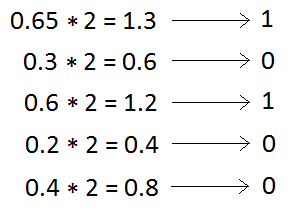 0.65 * 2 = 1.3 → 1
0.3 * 2 = 0.6 → 0
0.6 * 2 = 1.2 → 1
0.2 * 2 = 0.4 → 0
0.4 * 2 = 0.8 → 0